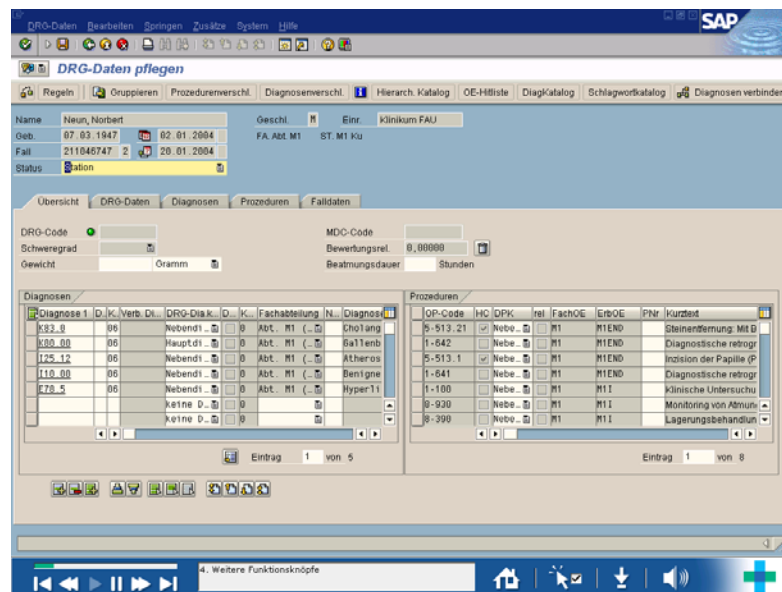 DRG-Daten Bearbeiten Springen Zusätze System Hilfe
SAP
DRG-Daten pflegen
Regeln Gruppieren Prozedurenverschl. Diagnosenverschl. Hierarch. Katalog OE-Hitliste DiagKatalog Schlagwortkatalog Diagnosen verbinden
Name Neun, Norbert Geschl. M Einr. Klinikum FAU
Geb. 07.03.1947 02.01.2004 FA. Abt. M1 ST. M1 Ku
Fall 211046747 2 20.01.2004
Status Station
Übersicht DRG-Daten Diagnosen Prozeduren Falldaten
DRG-Code MDC-Code
Schweregrad Bewertungsrel. 0,00000
Gewicht Gramm Beatmungsdauer Stunden
Diagnosen Prozeduren
Diagnose 1 D.. K.. Verb. Di... DRG-Dia.k... D... K... Fachabteilung N... Diagnos OP-Code HC DPK rel FachOE ErbOE PNr Kurztext
K83.0 06 Nebendi… 0 Abt. M1 (… Cholang 5-513.21 Nebe… M1 M1END Steinentfernung: Mit B
K80.00 06 Hauptdi… 0 Abt. M1 (… Gallenb 1-642 Nebe… M1 M1END Diagnostische retrogr
I25.12 06 Nebendi… 0 Abt. M1 (… Atheros 5-513.1 Nebe… M1 M1END Inzision der Papille (P
I10.00 06 Nebendi… 0 Abt. M1 (… Benigne 1-641 Nebe… M1 M1END Diagnostische retrogr
E78.5 06 Nebendi… 0 Abt. M1 (… Hyperli 1-100 Nebe… M1 M1I Klinische Untersuchu
keine D… 0 8-930 Nebe… M1 M1I Monitoring von Atmun
keine D… 0 8-390 Nebe… M1 M1I Lagerungsbehandlun
Eintrag 1 von 5 Eintrag 1 von 8
4. Weitere Funktionsknöpfe